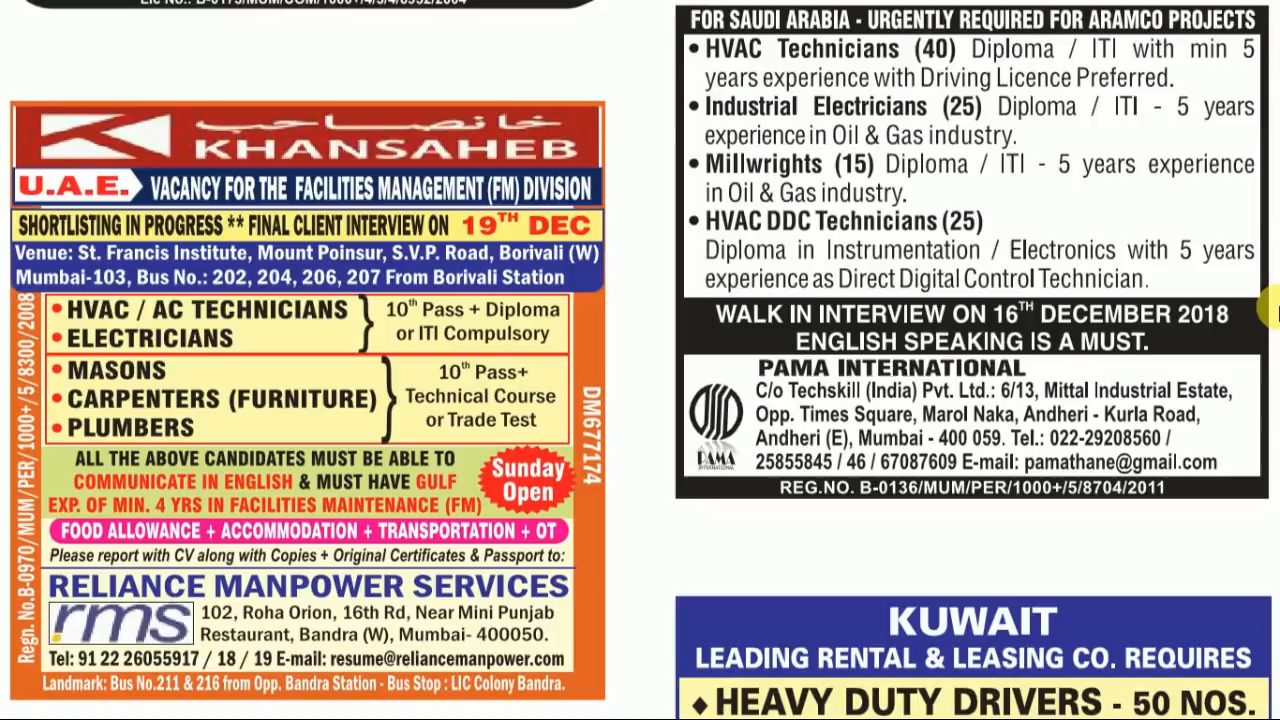 Lic No.: B-0175/MUM/COM/1000+/4/5/4/0952/2004
خانصاحب
KHANSAHEB
U.A.E. VACANCY FOR THE FACILITIES MANAGEMENT (FM) DIVISION
SHORTLISTING IN PROGRESS ** FINAL CLIENT INTERVIEW ON 19TH DEC
Venue: St. Francis Institute, Mount Poinsur, S.V.P. Road, Borivali (W)
Mumbai-103, Bus No.: 202, 204, 206, 207 From Borivali Station
• HVAC / AC TECHNICIANS
• ELECTRICIANS
10th Pass + Diploma
or ITI Compulsory
• MASONS
• CARPENTERS (FURNITURE)
• PLUMBERS
10th Pass+
Technical Course
or Trade Test
ALL THE ABOVE CANDIDATES MUST BE ABLE TO
COMMUNICATE IN ENGLISH & MUST HAVE GULF
EXP. OF MIN. 4 YRS IN FACILITIES MAINTENANCE (FM)
Sunday
Open
FOOD ALLOWANCE + ACCOMMODATION + TRANSPORTATION + OT
Please report with CV along with Copies + Original Certificates & Passport to:
RELIANCE MANPOWER SERVICES
rms
102, Roha Orion, 16th Rd, Near Mini Punjab
Restaurant, Bandra (W), Mumbai- 400050.
Tel: 91 22 26055917 / 18 / 19 E-mail: resume@reliancemanpower.com
Landmark: Bus No.211 & 216 from Opp. Bandra Station - Bus Stop : LIC Colony Bandra.
Regn. No.B-0970/MUM/PER/1000+/5/8300/2008
DM677174
FOR SAUDI ARABIA - URGENTLY REQUIRED FOR ARAMCO PROJECTS
• HVAC Technicians (40) Diploma / ITI with min 5
years experience with Driving Licence Preferred.
• Industrial Electricians (25) Diploma / ITI - 5 years
experience in Oil & Gas industry.
• Millwrights (15) Diploma / ITI - 5 years experience
in Oil & Gas industry.
• HVAC DDC Technicians (25)
Diploma in Instrumentation / Electronics with 5 years
experience as Direct Digital Control Technician.
WALK IN INTERVIEW ON 16TH DECEMBER 2018
ENGLISH SPEAKING IS A MUST.
PAMA INTERNATIONAL
C/o Techskill (India) Pvt. Ltd.: 6/13, Mittal Industrial Estate,
Opp. Times Square, Marol Naka, Andheri - Kurla Road,
Andheri (E), Mumbai - 400 059. Tel.: 022-29208560 /
25855845 / 46 / 67087609 E-mail: pamathane@gmail.com
PAMA
INTERNATIONAL
REG.NO. B-0136/MUM/PER/1000+/5/8704/2011
KUWAIT
LEADING RENTAL & LEASING CO. REQUIRES
♦ HEAVY DUTY DRIVERS - 50 NOS.